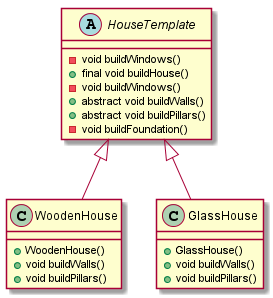 A HouseTemplate
void buildWindows()
final void buildHouse()
void buildWindows()
abstract void buildWalls()
abstract void buildPillars()
void buildFoundation()
C WoodenHouse
WoodenHouse()
void buildWalls()
void buildPillars()
C GlassHouse
GlassHouse()
void buildWalls()
void buildPillars()